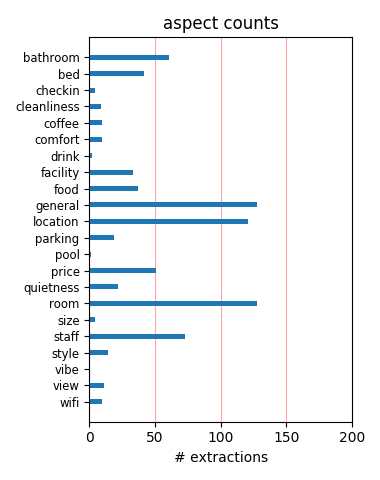 aspect counts
bathroom
bed
checkin
cleanliness
coffee
comfort
drink
facility
food
general
location
parking
pool
price
quietness
room
size
staff
style
vibe
view
wifi
0 50 100 150 200
# extractions